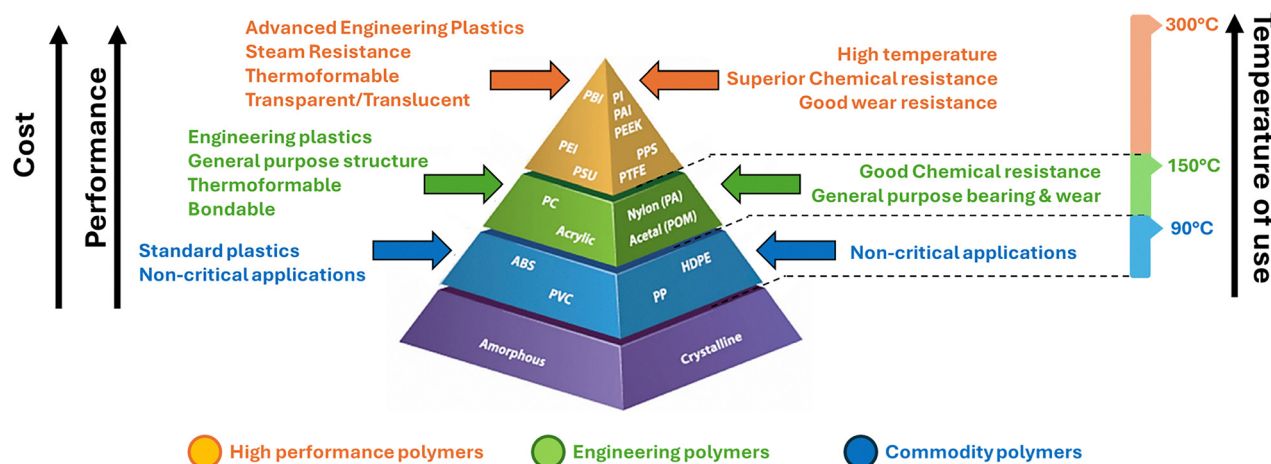 Cost
Performance
Advanced Engineering Plastics
Steam Resistance
Thermoformable
Transparent/Translucent
Engineering plastics
General purpose structure
Thermoformable
Bondable
Standard plastics
Non-critical applications
PBI
PEI
PSU
PI
PAI
PEEK
PPS
PTFE
PC
Acrylic
Nylon (PA)
Acetal (POM)
ABS
PVC
HDPE
PP
Amorphous
Crystalline
High temperature
Superior Chemical resistance
Good wear resistance
Good Chemical resistance
General purpose bearing & wear
Non-critical applications
300°C
150°C
90°C
Temperature of use
High performance polymers
Engineering polymers
Commodity polymers